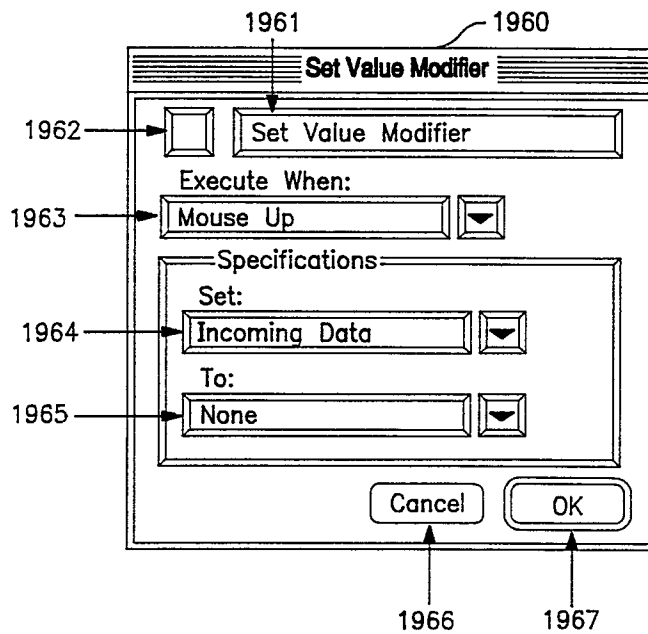 1961
1960
Set Value Modifier
1962
Set Value Modifier
Execute When:
1963
Mouse Up
Specifications
Set:
1964
Incoming Data
To:
1965
None
Cancel
OK
1966
1967